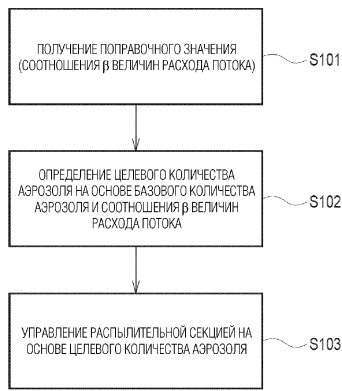 ПОЛУЧЕНИЕ ПОПРАВОЧНОГО ЗНАЧЕНИЯ
(СООТНОШЕНИЯ β ВЕЛИЧИН РАСХОДА ПОТОКА)
S101
ОПРЕДЕЛЕНИЕ ЦЕЛЕВОГО КОЛИЧЕСТВА
АЭРОЗОЛЯ НА ОСНОВЕ БАЗОВОГО КОЛИЧЕСТВА
АЭРОЗОЛЯ И СООТНОШЕНИЯ β ВЕЛИЧИН
РАСХОДА ПОТОКА
S102
УПРАВЛЕНИЕ РАСПЫЛИТЕЛЬНОЙ СЕКЦИЕЙ НА
ОСНОВЕ ЦЕЛЕВОГО КОЛИЧЕСТВА АЭРОЗОЛЯ
S103